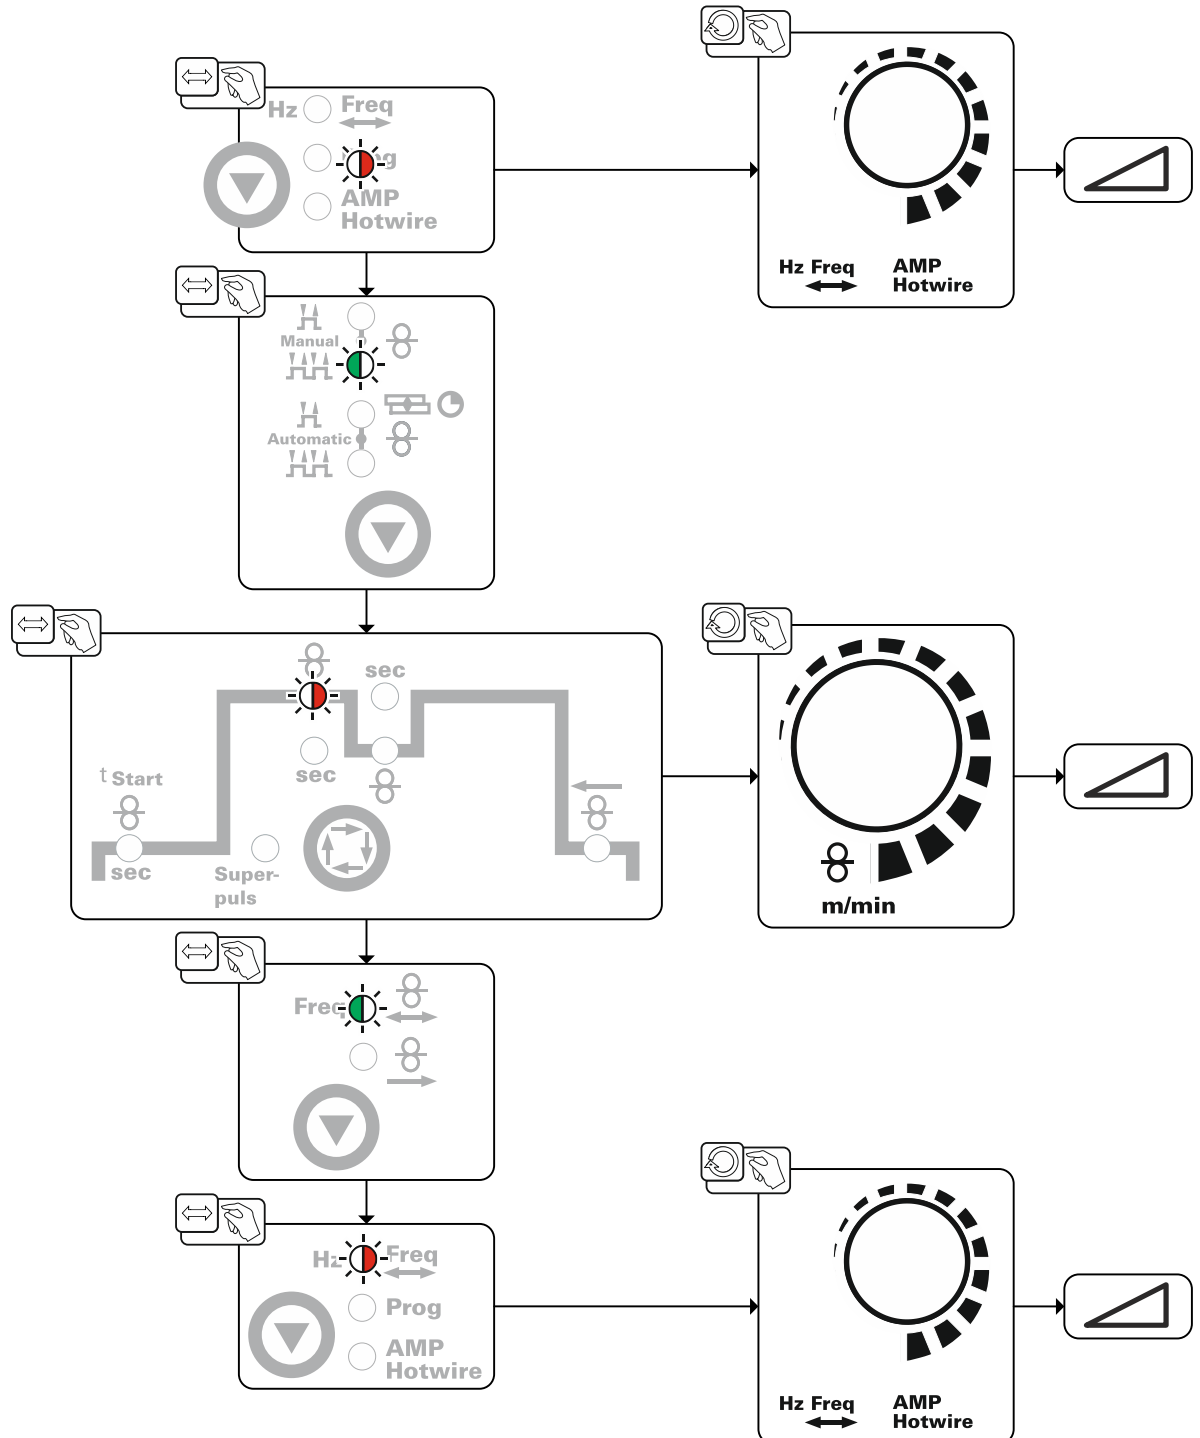 Hz Freq
AMP
Hotwire
Hz Freq
AMP
Hotwire
Manual
Automatic
sec
t Start
sec
sec
Super-
puls
m/min
Freq
Hz Freq
Prog
AMP
Hotwire
Hz Freq
AMP
Hotwire